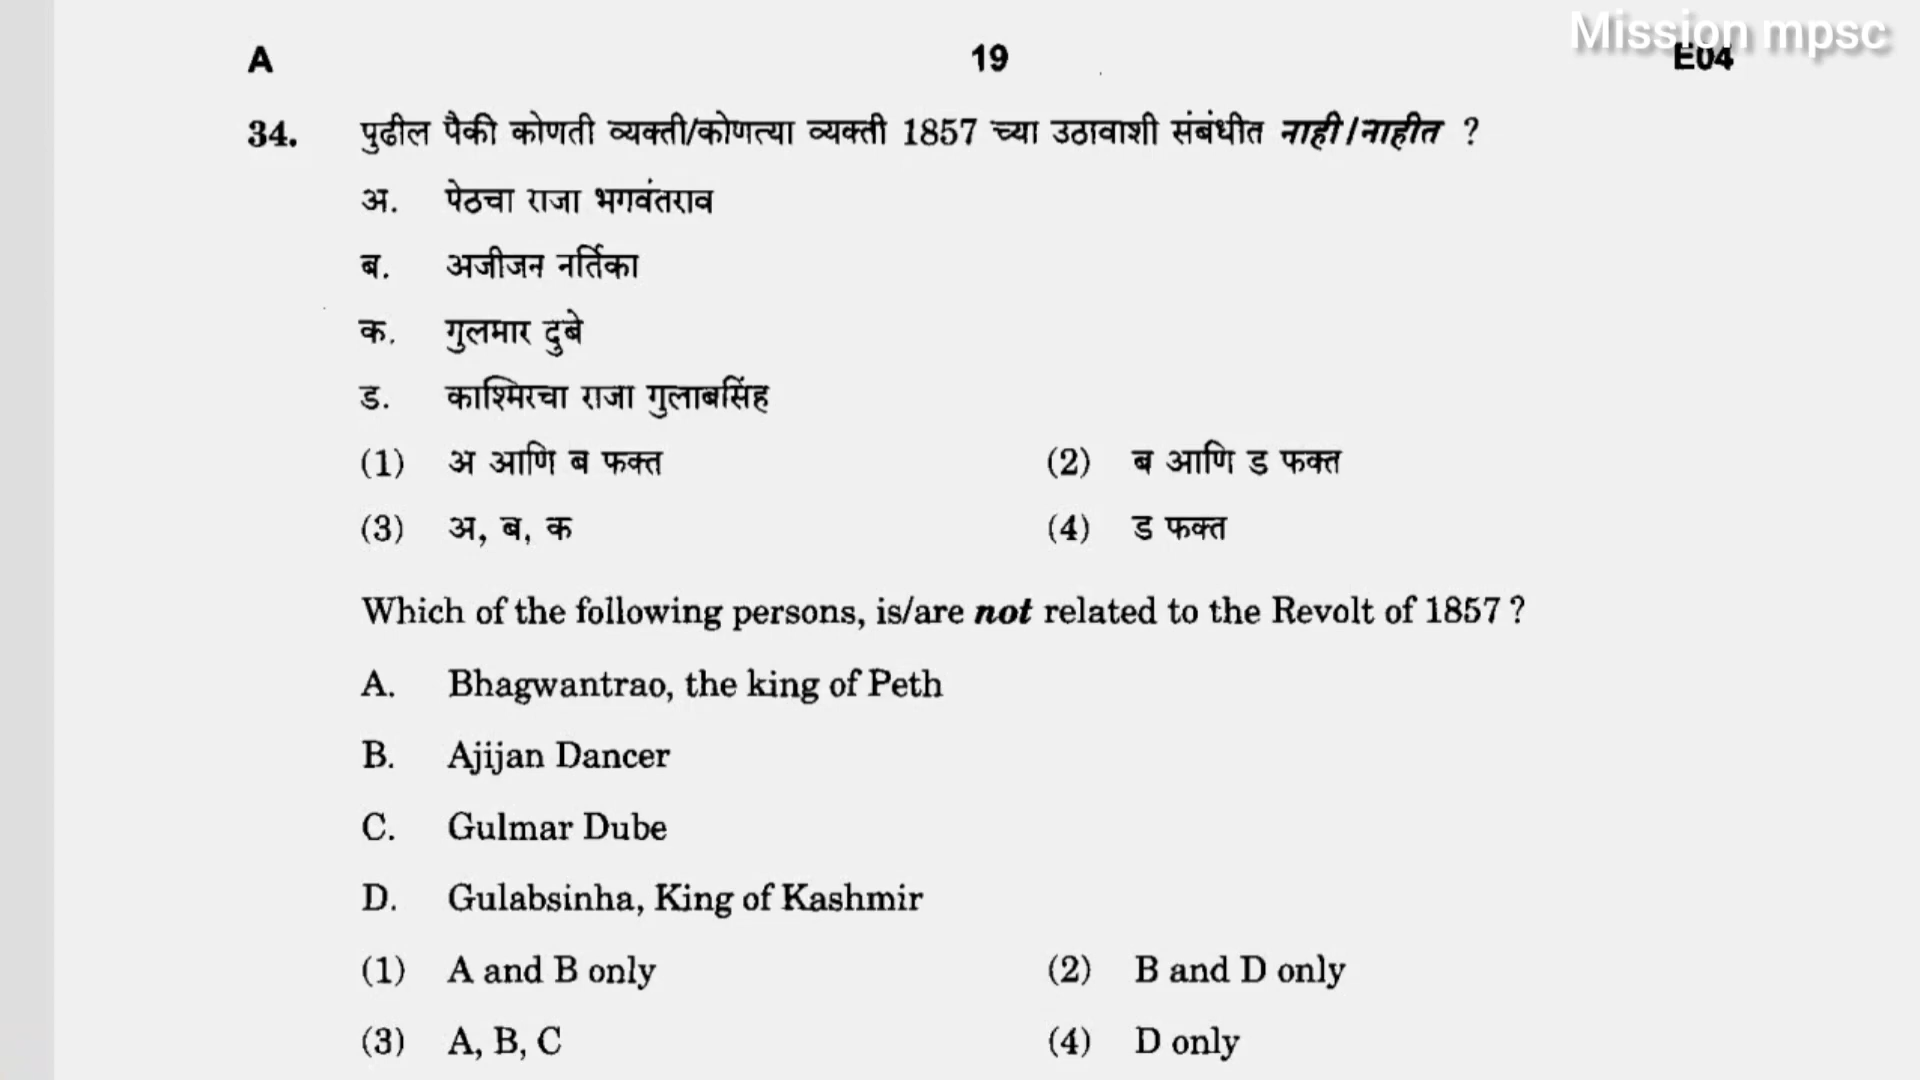 Mission mpsc
A 19 E04
34. पुढील पैकी कोणती व्यक्ती/कोणत्या व्यक्ती 1857 च्या उठावाशी संबंधीत नाही/नाहीत ?
अ. पेठचा राजा भगवंतराव
ब. अजीजन नर्तिका
क. गुलमार दुबे
ड. काश्मिरचा राजा गुलाबसिंह
(1) अ आणि ब फक्त (2) ब आणि ड फक्त
(3) अ, ब, क (4) ड फक्त
Which of the following persons, is/are not related to the Revolt of 1857 ?
A. Bhagwantrao, the king of Peth
B. Ajijan Dancer
C. Gulmar Dube
D. Gulabsinha, King of Kashmir
(1) A and B only (2) B and D only
(3) A, B, C (4) D only